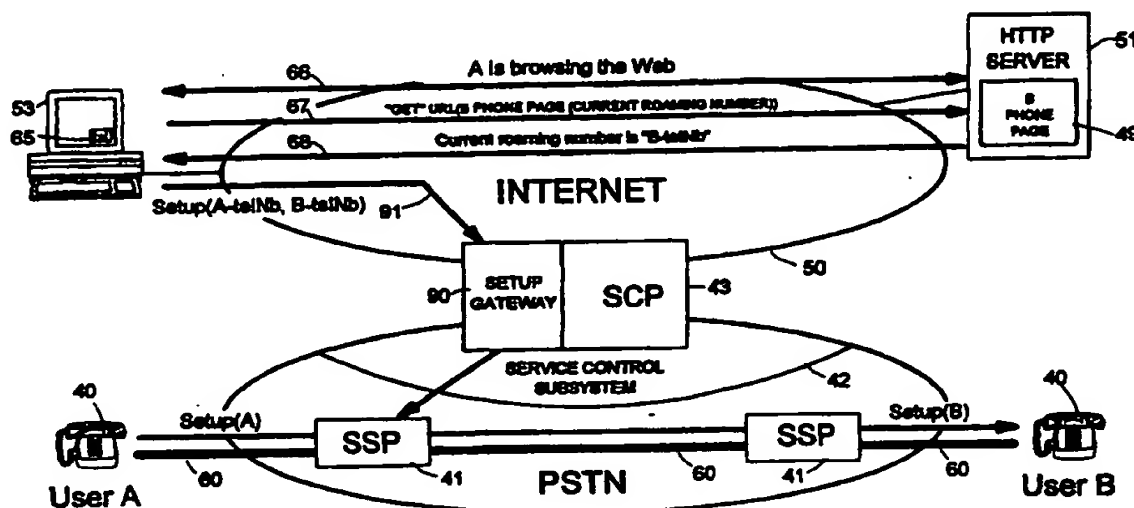 HTTP
SERVER
51
66
A is browsing the Web
67
"GET" URL(B PHONE PAGE (CURRENT ROAMING NUMBER))
53
65
B
PHONE
PAGE
49
68
Current roaming number is "B-telNb"
INTERNET
Setup(A-telNb, B-telNb)
91
50
90
SETUP
GATEWAY
SCP
43
SERVICE CONTROL
SUBSYSTEM
42
40
Setup(A)
SSP
41
60
SSP
41
Setup(B)
40
60
60
User A
PSTN
User B